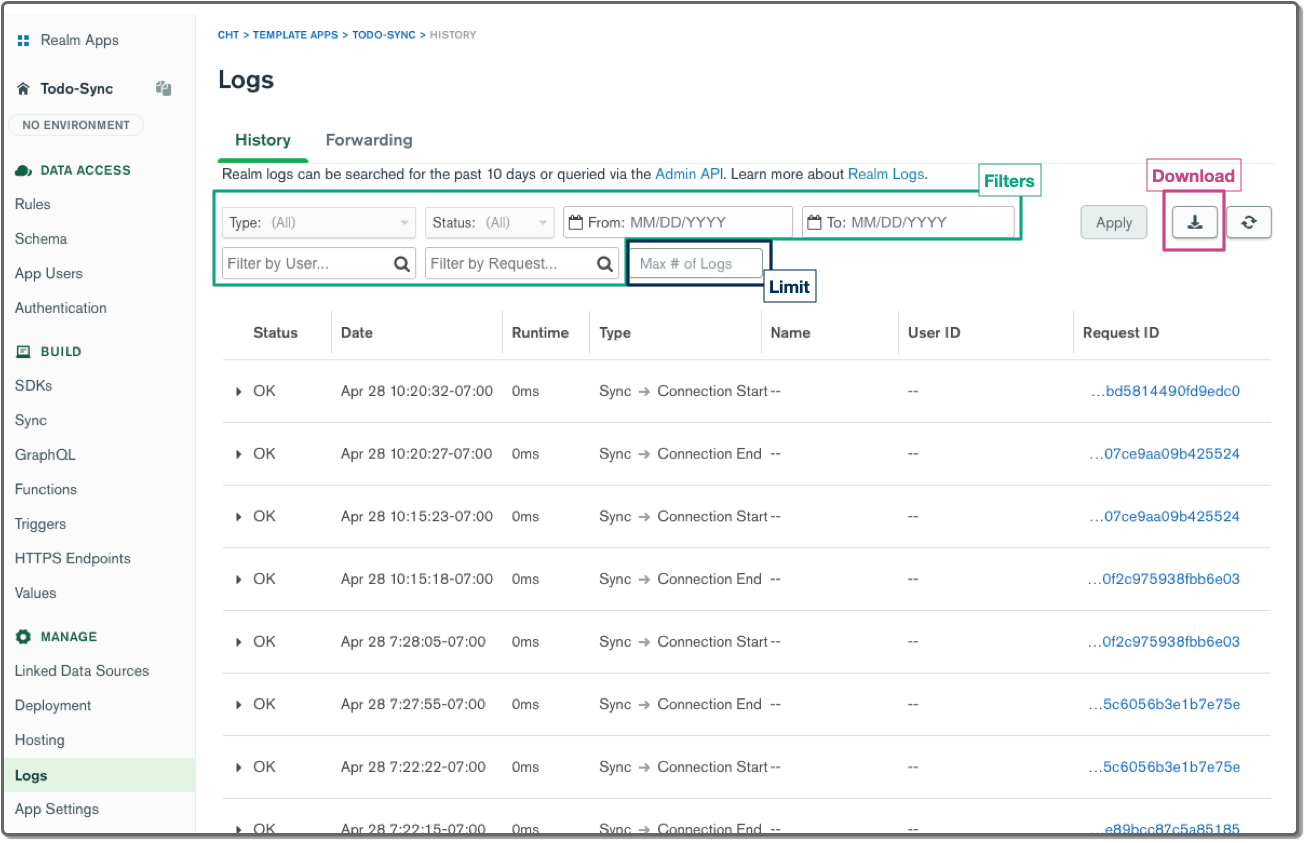 Realm Apps
Todo-Sync
NO ENVIRONMENT
DATA ACCESS
Rules
Schema
App Users
Authentication
BUILD
SDKs
Sync
GraphQL
Functions
Triggers
HTTPS Endpoints
Values
MANAGE
Linked Data Sources
Deployment
Hosting
Logs
App Settings
CHT > TEMPLATE APPS > TODO-SYNC > HISTORY
Logs
History Forwarding
Realm logs can be searched for the past 10 days or queried via the Admin API. Learn more about Realm Logs.
Filters
Download
Type: (All) Status: (All) From: MM/DD/YYYY To: MM/DD/YYYY Apply
Filter by User... Filter by Request... Max # of Logs
Limit
Status Date Runtime Type Name User ID Request ID
OK Apr 28 10:20:32-07:00 0ms Sync → Connection Start -- -- ...bd5814490fd9edc0
OK Apr 28 10:20:27-07:00 0ms Sync → Connection End -- -- ...07ce9aa09b425524
OK Apr 28 10:15:23-07:00 0ms Sync → Connection Start -- -- ...07ce9aa09b425524
OK Apr 28 10:15:18-07:00 0ms Sync → Connection End -- -- ...0f2c975938fbb6e03
OK Apr 28 7:28:05-07:00 0ms Sync → Connection Start -- -- ...0f2c975938fbb6e03
OK Apr 28 7:27:55-07:00 0ms Sync → Connection End -- -- ...5c6056b3e1b7e75e
OK Apr 28 7:22:22-07:00 0ms Sync → Connection Start -- -- ...5c6056b3e1b7e75e
OK Apr 28 7:22:15-07:00 0ms Sync → Connection End -- -- ...e89bcc87c5a85185